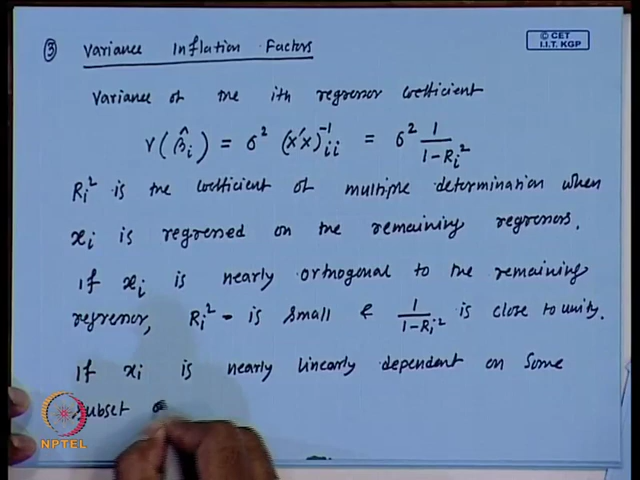 ③ Variance Inflation Factors
© CET
I.I.T. KGP
Variance of the ith regressor coefficient
V(β̂ᵢ) = σ² (X'X)⁻¹ᵢᵢ = σ² 1/(1-Rᵢ²)
Rᵢ² is the coefficient of multiple determination when
xᵢ is regressed on the remaining regressors.
If xᵢ is nearly orthogonal to the remaining
regressor, Rᵢ² - is small & 1/(1-Rᵢ²) is close to unity.
If xᵢ is nearly linearly dependent on some
subset o
NPTEL